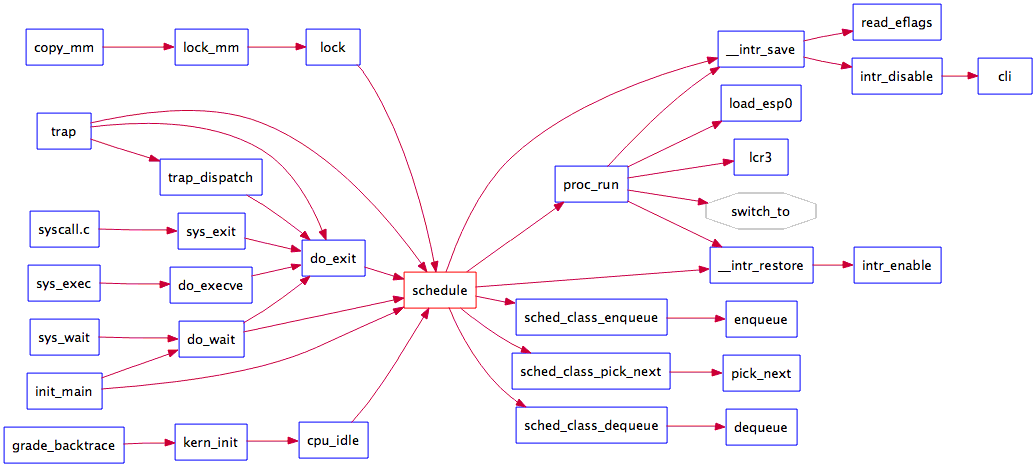 copy_mm
lock_mm
lock
__intr_save
read_eflags
intr_disable
cli
load_esp0
trap
lcr3
trap_dispatch
proc_run
switch_to
syscall.c
sys_exit
do_exit
__intr_restore
intr_enable
sys_exec
do_execve
schedule
sched_class_enqueue
enqueue
sys_wait
do_wait
sched_class_pick_next
pick_next
init_main
sched_class_dequeue
dequeue
grade_backtrace
kern_init
cpu_idle